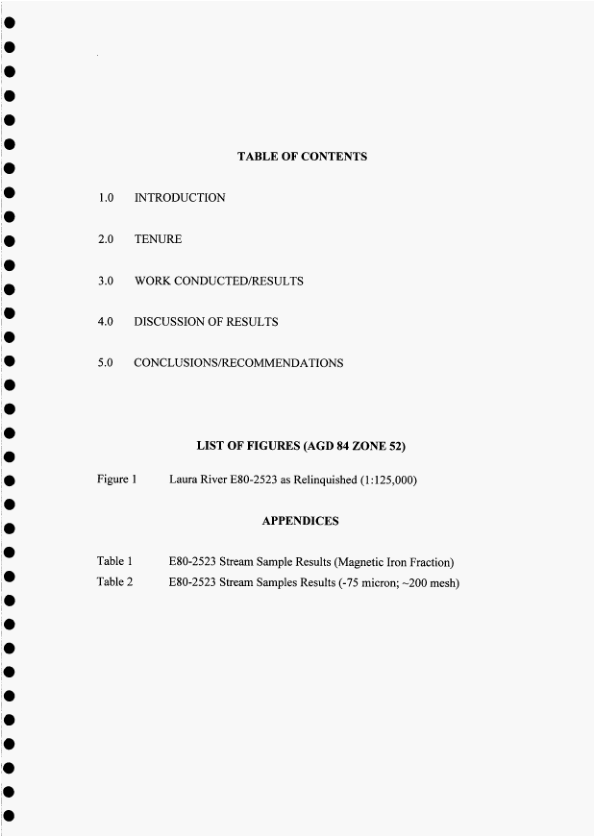 TABLE OF CONTENTS
1.0 INTRODUCTION
2.0 TENURE
3.0 WORK CONDUCTED/RESULTS
4.0 DISCUSSION OF RESULTS
5.0 CONCLUSIONS/RECOMMENDATIONS
LIST OF FIGURES (AGD 84 ZONE 52)
Figure 1 Laura River E80-2523 as Relinquished (1:125,000)
APPENDICES
Table 1 E80-2523 Stream Sample Results (Magnetic Iron Fraction)
Table 2 E80-2523 Stream Samples Results (-75 micron; ~200 mesh)